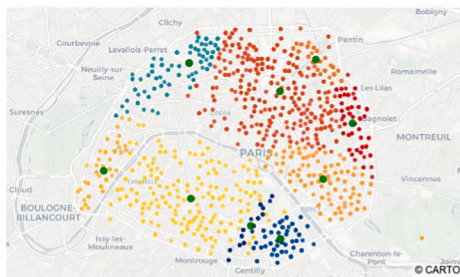 Clichy
Bobigny
Courbevoie
Levallois-Perret
Pantin
Neuilly-sur-
Seine
Romainville
Les Lilas
Suresnes
Bagnolet
MONTREUIL
PARIS
Vincennes
-Cloud
BOULOGNE-
BILLANCOURT
Issy-les-
Moulineaux
Charenton-le-
Pont
Montrouge
Gentilly
Joinv
© CARTO